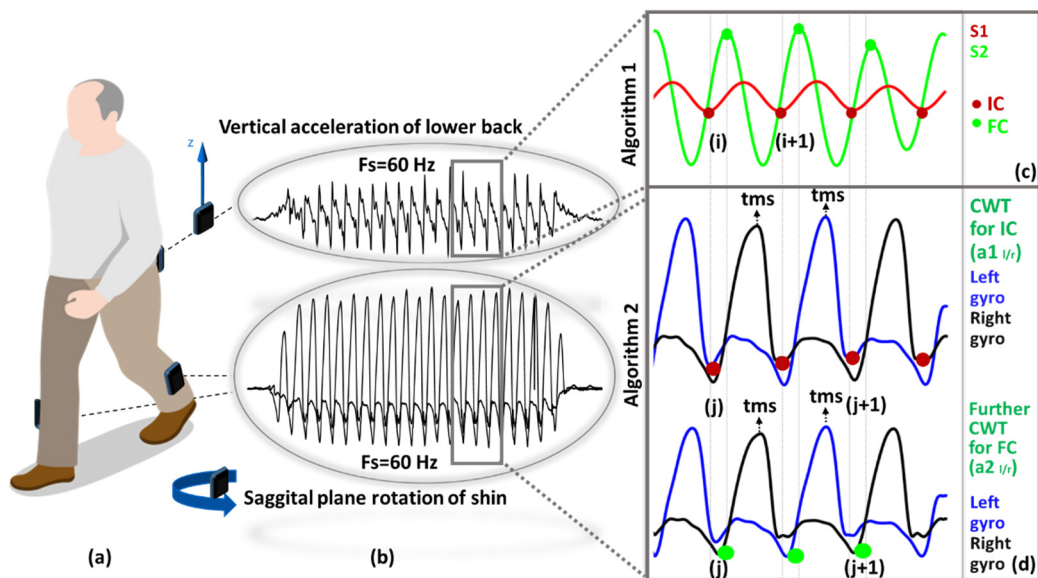 z
Vertical acceleration of lower back
Fs=60 Hz
Fs=60 Hz
Saggital plane rotation of shin
(a)
(b)
Algorithm 1
S1
S2
IC
FC
(i)
(i+1)
(c)
Algorithm 2
tms
tms
CWT
for IC
(a1 l/r)
Left
gyro
Right
gyro
(j)
(j+1)
tms
tms
Further
CWT
for FC
(a2 l/r)
Left
gyro
Right
gyro
(j)
(j+1)
(d)